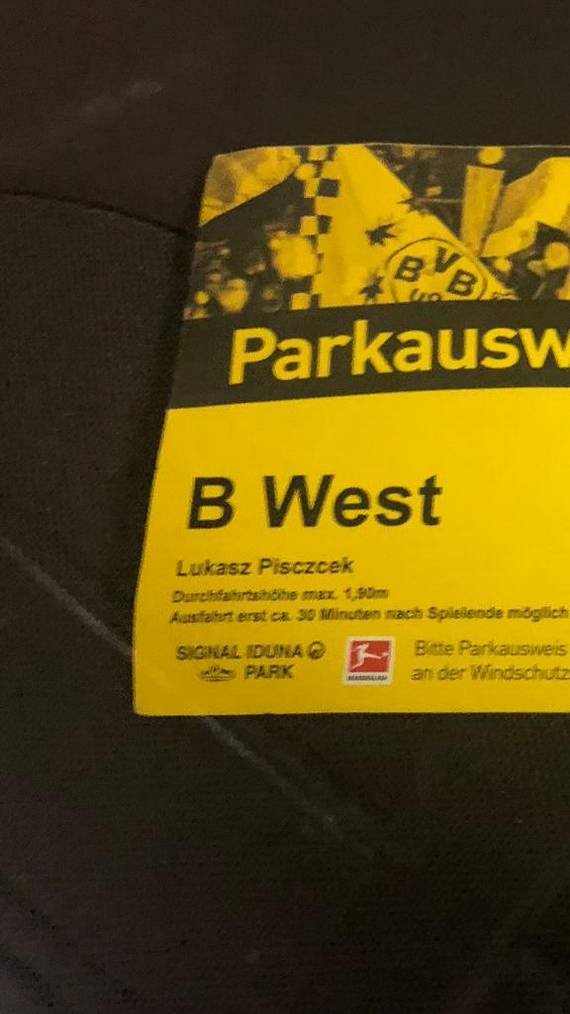 BVB
Parkausw
B West
Lukasz Pisczcek
Durchfahrtshöhe max. 1,90m
Ausfahrt erst ca. 30 Minuten nach Spielende möglich
SIGNAL IDUNA
PARK
Bitte Parkausweis
an der Windschutz